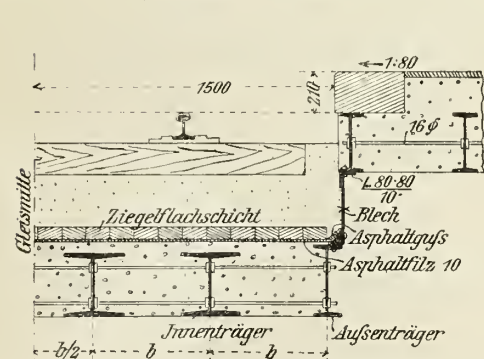 1:80
1500
210
16 ϕ
L 80·80
10
Gleismitte
Ziegelflachschicht
Blech
Asphaltguſs
Asphaltfilz 10
Innenträger
Auſsenträger
b/2
b
b